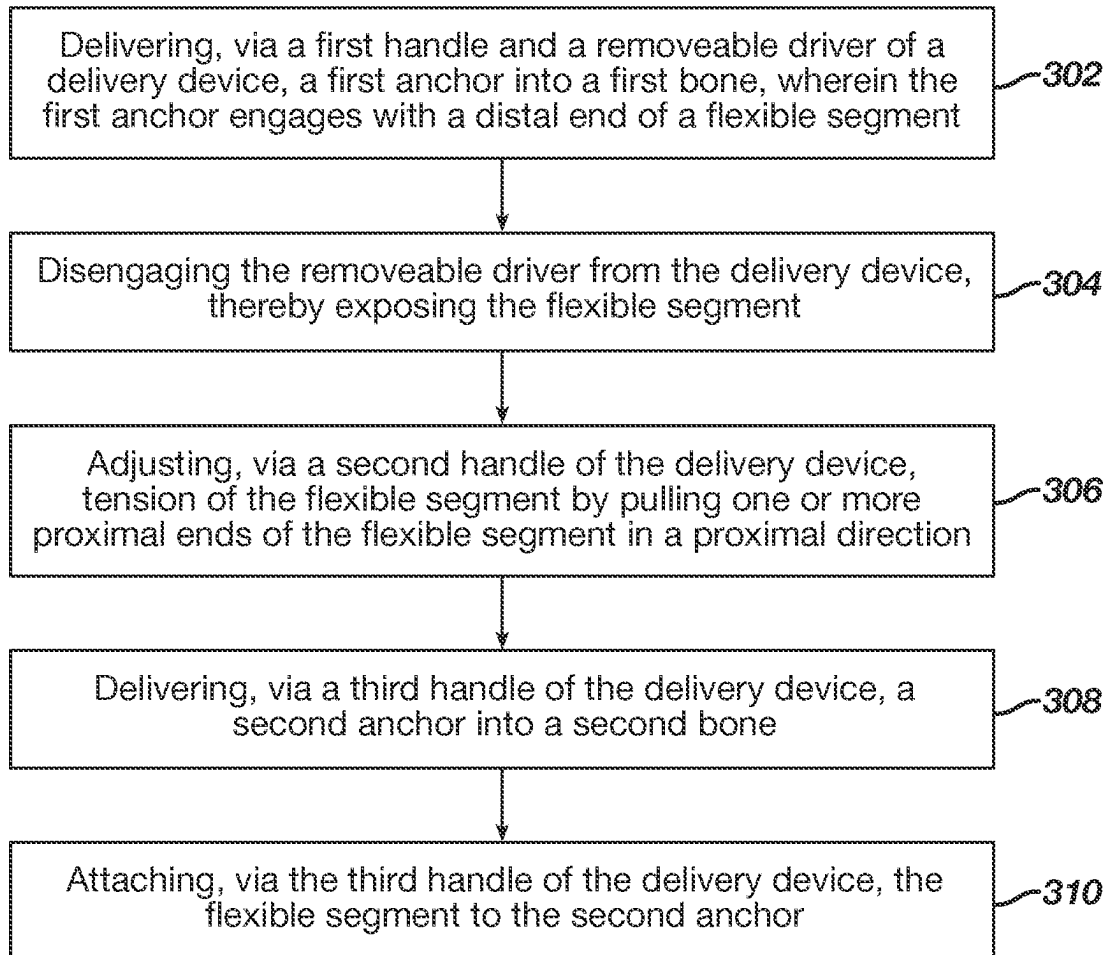 Delivering, via a first handle and a removeable driver of a
delivery device, a first anchor into a first bone, wherein the
first anchor engages with a distal end of a flexible segment
302
Disengaging the removeable driver from the delivery device,
thereby exposing the flexible segment
304
Adjusting, via a second handle of the delivery device,
tension of the flexible segment by pulling one or more
proximal ends of the flexible segment in a proximal direction
306
Delivering, via a third handle of the delivery device, a
second anchor into a second bone
308
Attaching, via the third handle of the delivery device, the
flexible segment to the second anchor
310